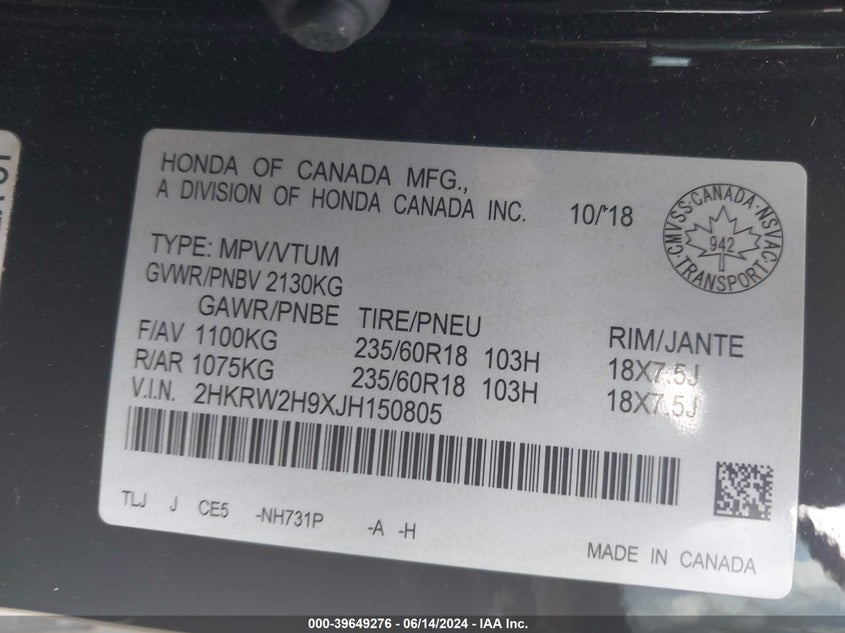 HONDA OF CANADA MFG.,
A DIVISION OF HONDA CANADA INC. 10/'18
TYPE: MPV/VTUM
GVWR/PNBV 2130KG
GAWR/PNBE TIRE/PNEU RIM/JANTE
F/AV 1100KG 235/60R18 103H 18X7.5J
R/AR 1075KG 235/60R18 103H 18X7.5J
V.I.N. 2HKRW2H9XJH150805
TLJ J CE5 -NH731P -A -H
MADE IN CANADA
CMVSS·CANADA·NSVAC·TRANSPORT·
942
000-39649276 - 06/14/2024 - IAA Inc.